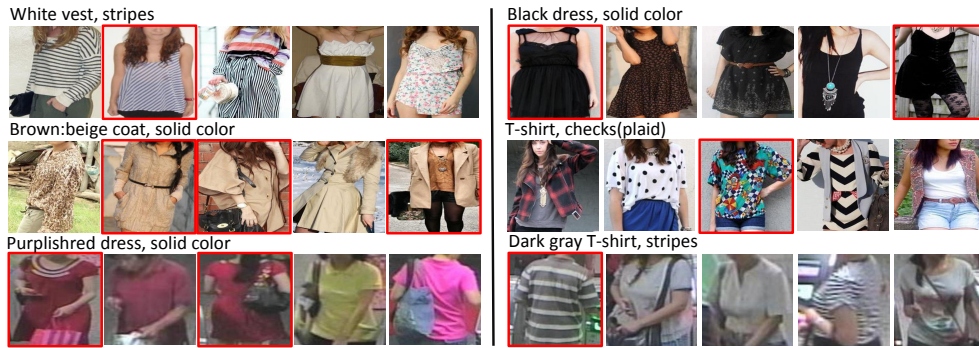 White vest, stripes
Black dress, solid color
Brown:beige coat, solid color
T-shirt, checks(plaid)
Purplishred dress, solid color
Dark gray T-shirt, stripes